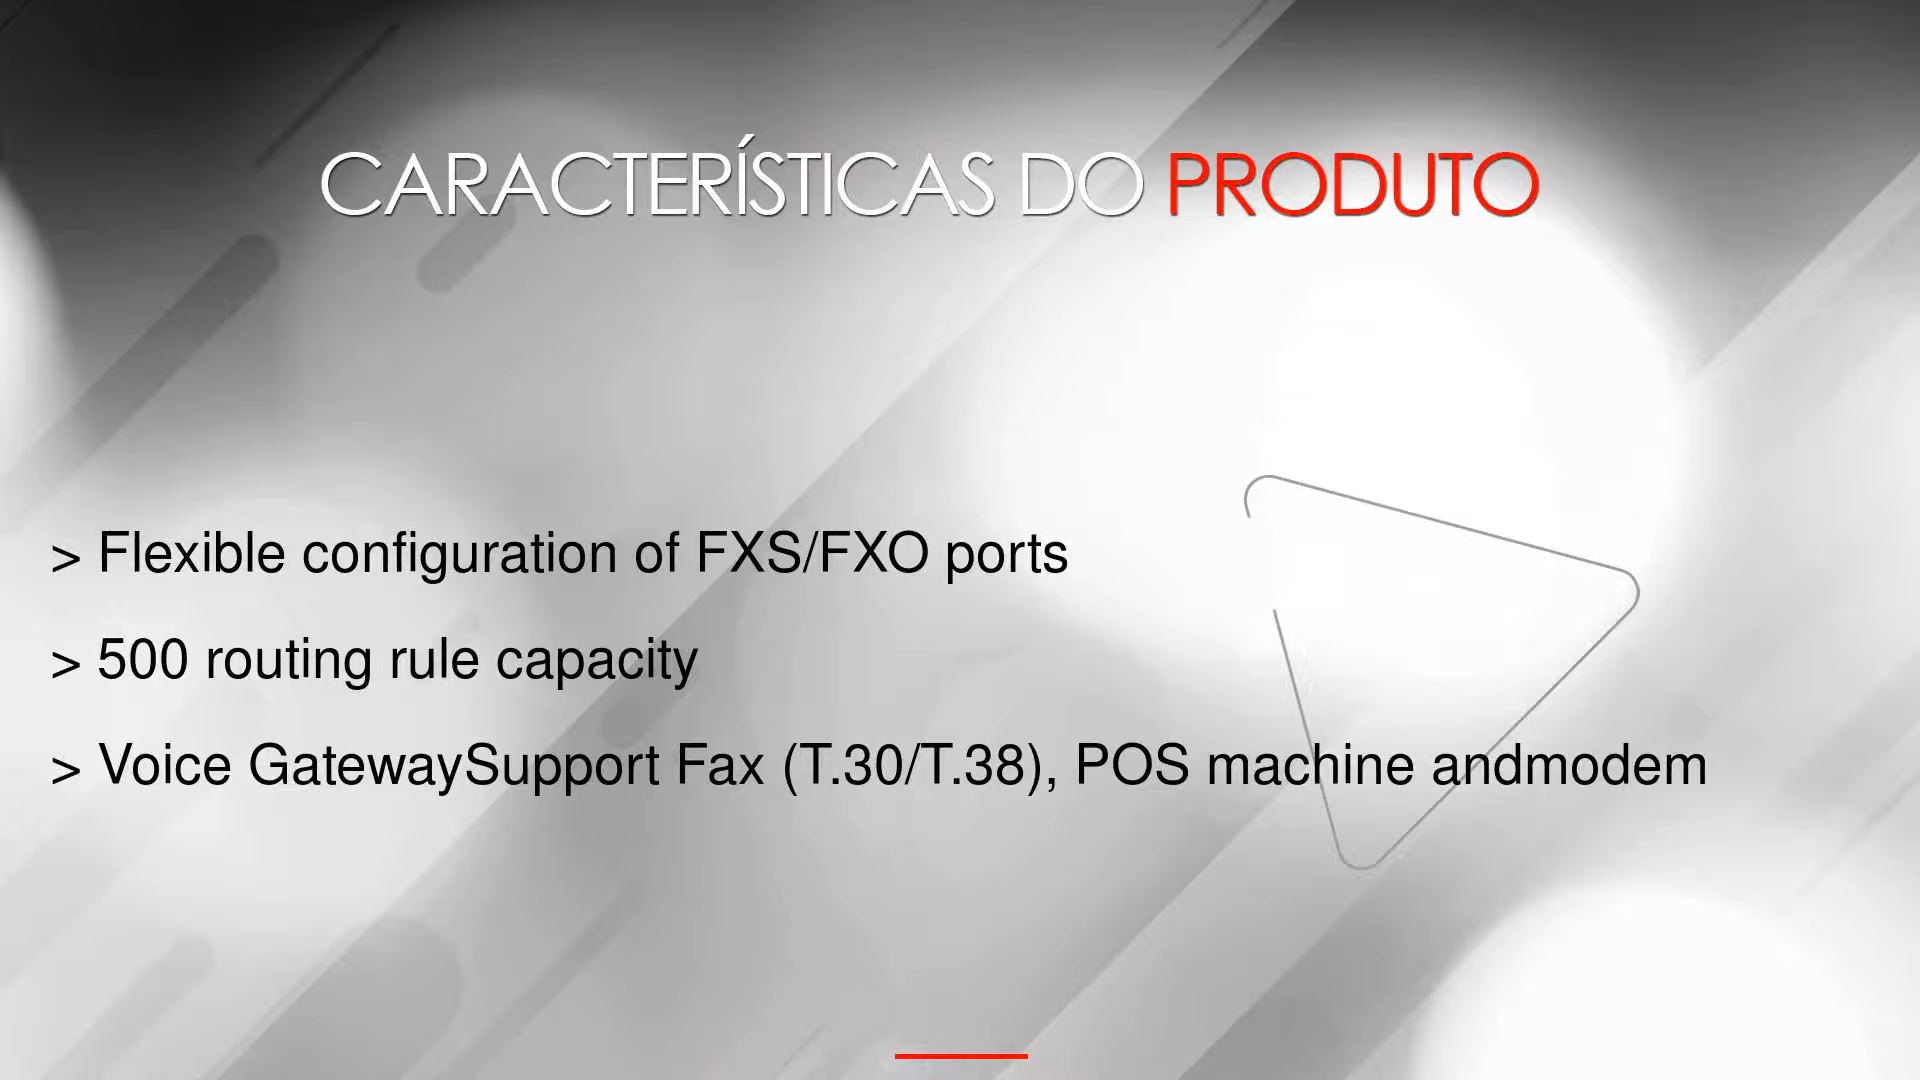 CARACTERÍSTICAS DO PRODUTO
> Flexible configuration of FXS/FXO ports
> 500 routing rule capacity
> Voice GatewaySupport Fax (T.30/T.38), POS machine andmodem